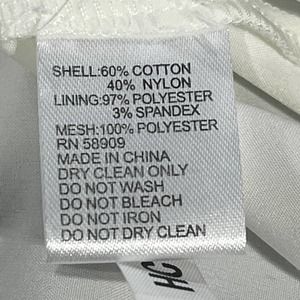 SHELL:60% COTTON
40% NYLON
LINING:97% POLYESTER
3% SPANDEX
MESH:100% POLYESTER
RN 58909
MADE IN CHINA
DRY CLEAN ONLY
DO NOT WASH
DO NOT BLEACH
DO NOT IRON
DO NOT DRY CLEAN
HC